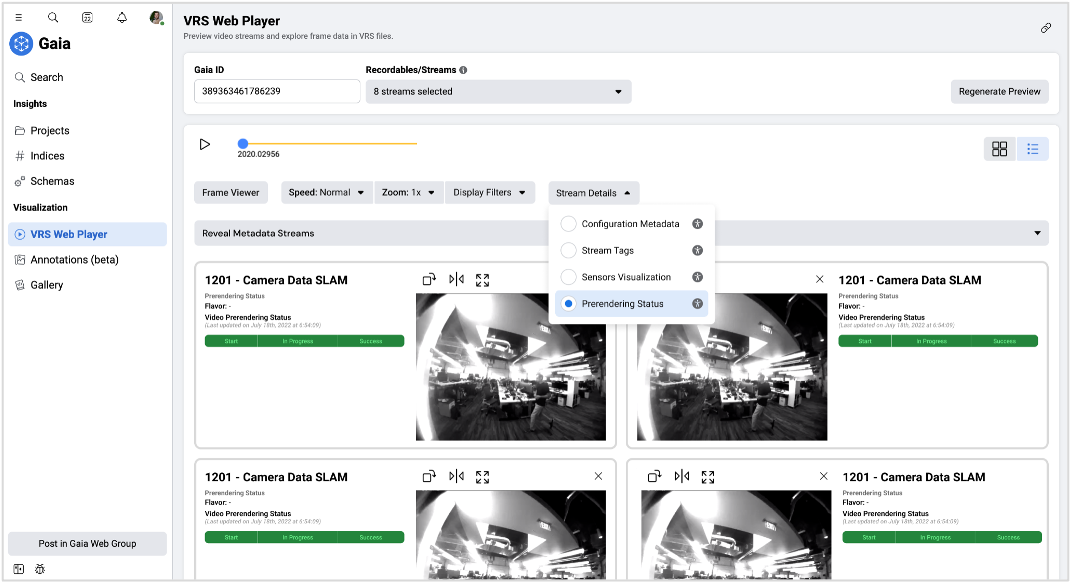 VRS Web Player
Preview video streams and explore frame data in VRS files.
Gaia
Search
Insights
Projects
Indices
Schemas
Visualization
VRS Web Player
Annotations (beta)
Gallery
Post in Gaia Web Group
Gaia ID
389363461786239
Recordables/Streams
8 streams selected
Regenerate Preview
2020.02956
Frame Viewer
Speed: Normal
Zoom: 1x
Display Filters
Stream Details
Configuration Metadata
Stream Tags
Sensors Visualization
Prerendering Status
Reveal Metadata Streams
1201 - Camera Data SLAM
Prerendering Status
Flavor: -
Video Prerendering Status
(Last updated on July 18th, 2022 at 6:54:09)
Start In Progress Success
1201 - Camera Data SLAM
Prerendering Status
Flavor: -
Video Prerendering Status
(Last updated on July 18th, 2022 at 6:54:09)
Start In Progress Success
1201 - Camera Data SLAM
Prerendering Status
Flavor: -
Video Prerendering Status
(Last updated on July 18th, 2022 at 6:54:09)
Start In Progress Success
1201 - Camera Data SLAM
Prerendering Status
Flavor: -
Video Prerendering Status
(Last updated on July 18th, 2022 at 6:54:09)
Start In Progress Success